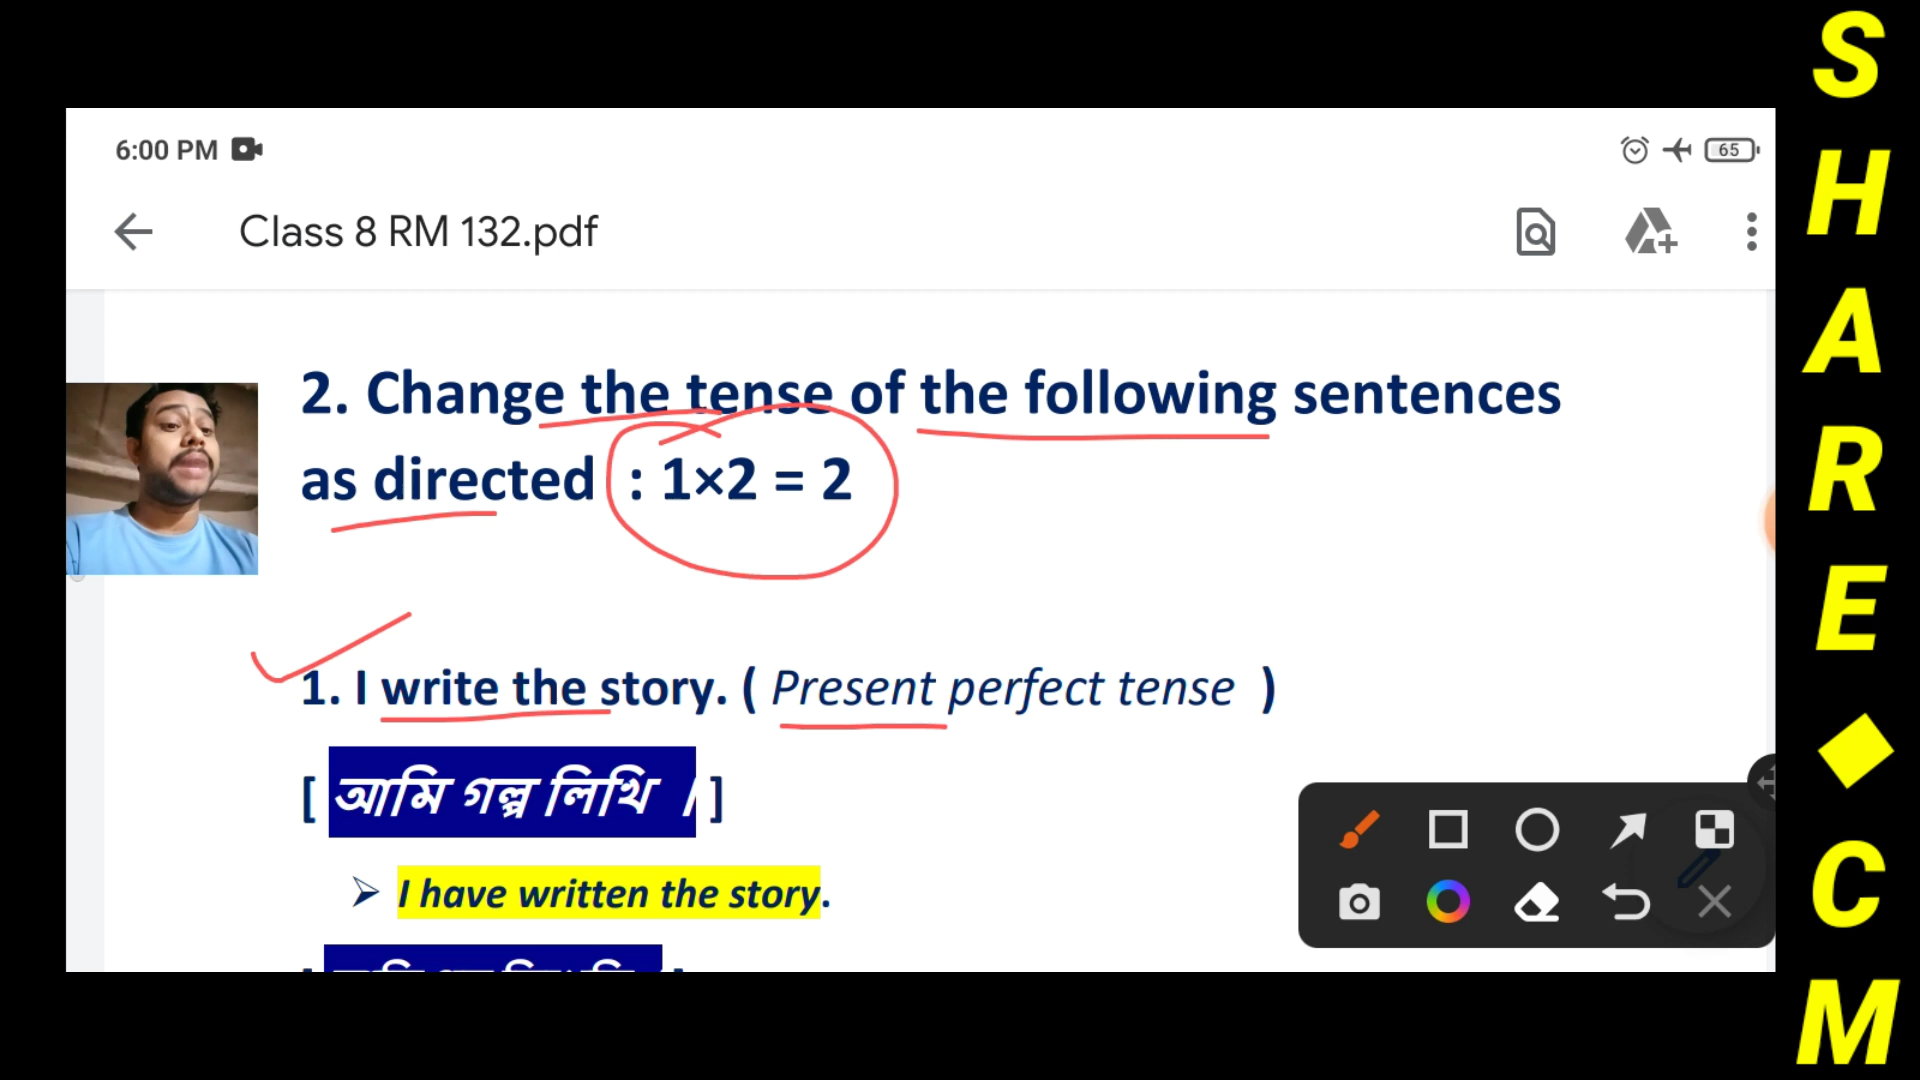 6:00 PM
65
Class 8 RM 132.pdf
2. Change the tense of the following sentences
as directed : 1×2 = 2
1. I write the story. ( Present perfect tense )
[ আমি গল্প লিখি । ]
➢ I have written the story.
SHARE◆CM